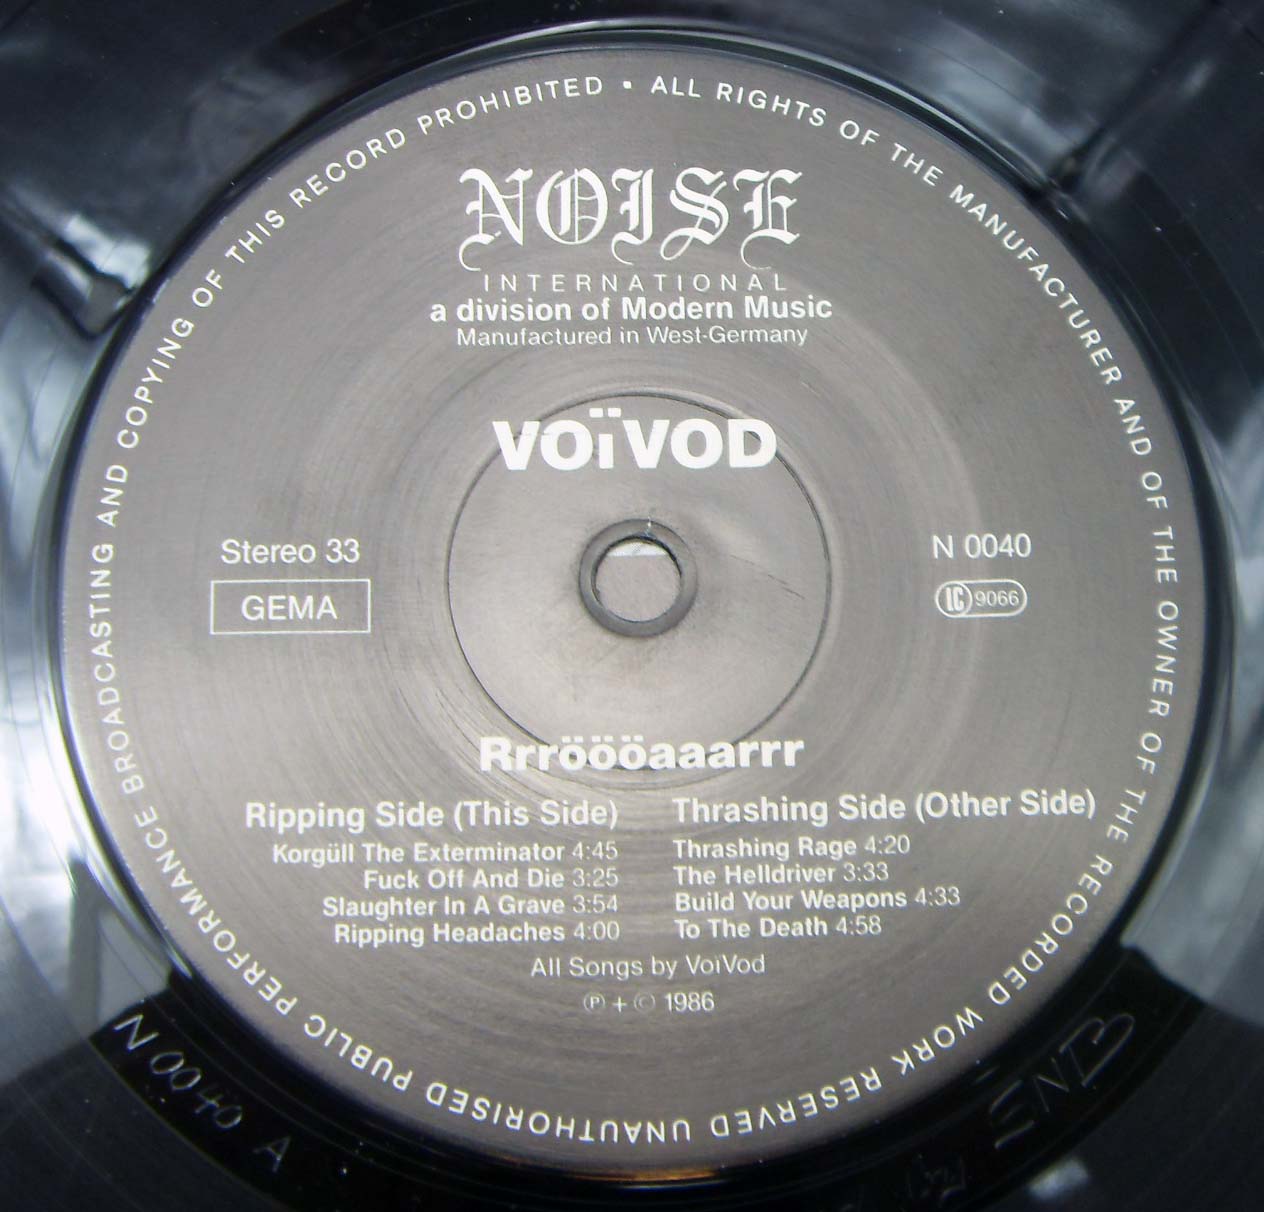 ALL RIGHTS OF THE MANUFACTURER AND OF THE OWNER OF THE RECORDED WORK RESERVED UNAUTHORISED PUBLIC PERFORMANCE BROADCASTING AND COPYING OF THIS RECORD PROHIBITED •
NOISE
INTERNATIONAL
a division of Modern Music
Manufactured in West-Germany
VOÏVOD
Stereo 33
GEMA
N 0040
LC 9066
Rrröööaaarrr
Ripping Side (This Side)
Korgüll The Exterminator 4:45
Fuck Off And Die 3:25
Slaughter In A Grave 3:54
Ripping Headaches 4:00
Thrashing Side (Other Side)
Thrashing Rage 4:20
The Helldriver 3:33
Build Your Weapons 4:33
To The Death 4:58
All Songs by VoiVod
Ⓟ + © 1986
N 0040 A